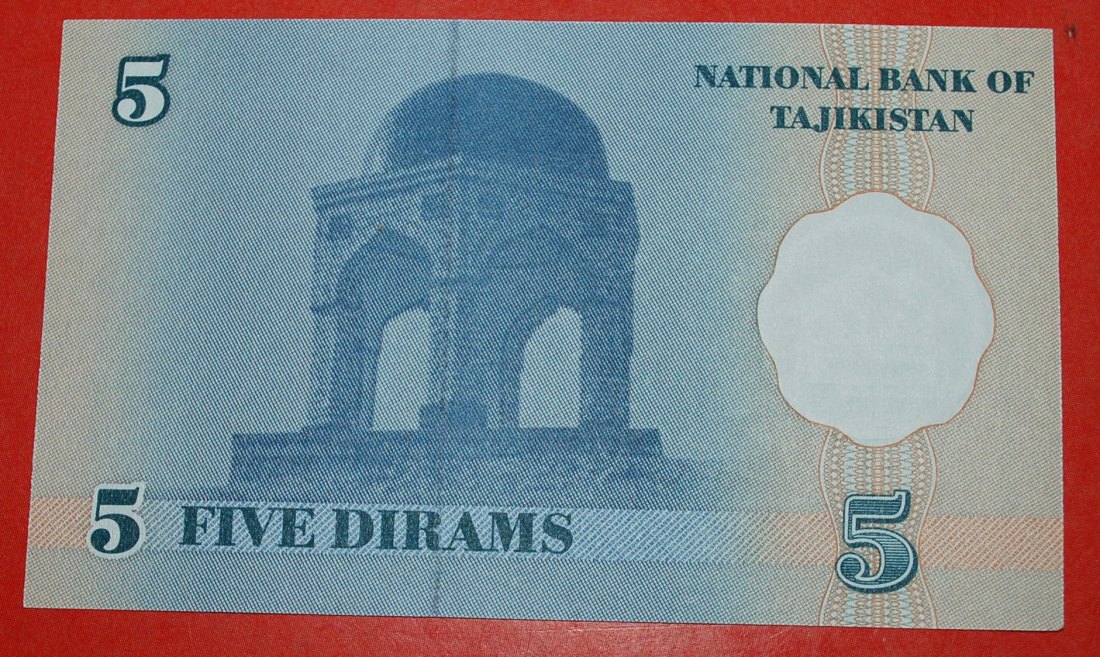 5
NATIONAL BANK OF
TAJIKISTAN
5 FIVE DIRAMS 5